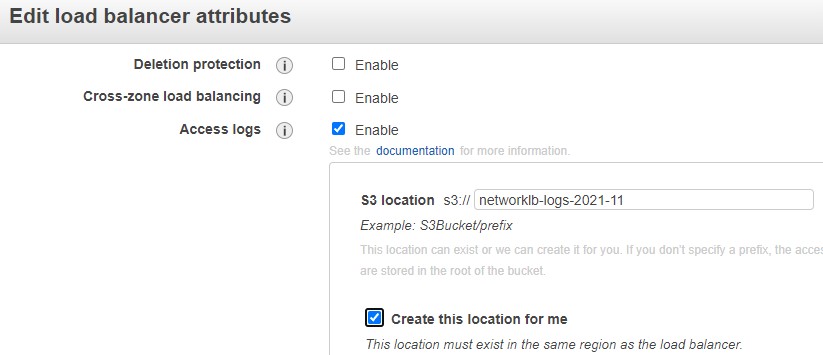 Edit load balancer attributes
Deletion protection i Enable
Cross-zone load balancing i Enable
Access logs i Enable
See the documentation for more information.
S3 location s3:// networklb-logs-2021-11
Example: S3Bucket/prefix
This location can exist or we can create it for you. If you don't specify a prefix, the acce
are stored in the root of the bucket.
Create this location for me
This location must exist in the same region as the load balancer.